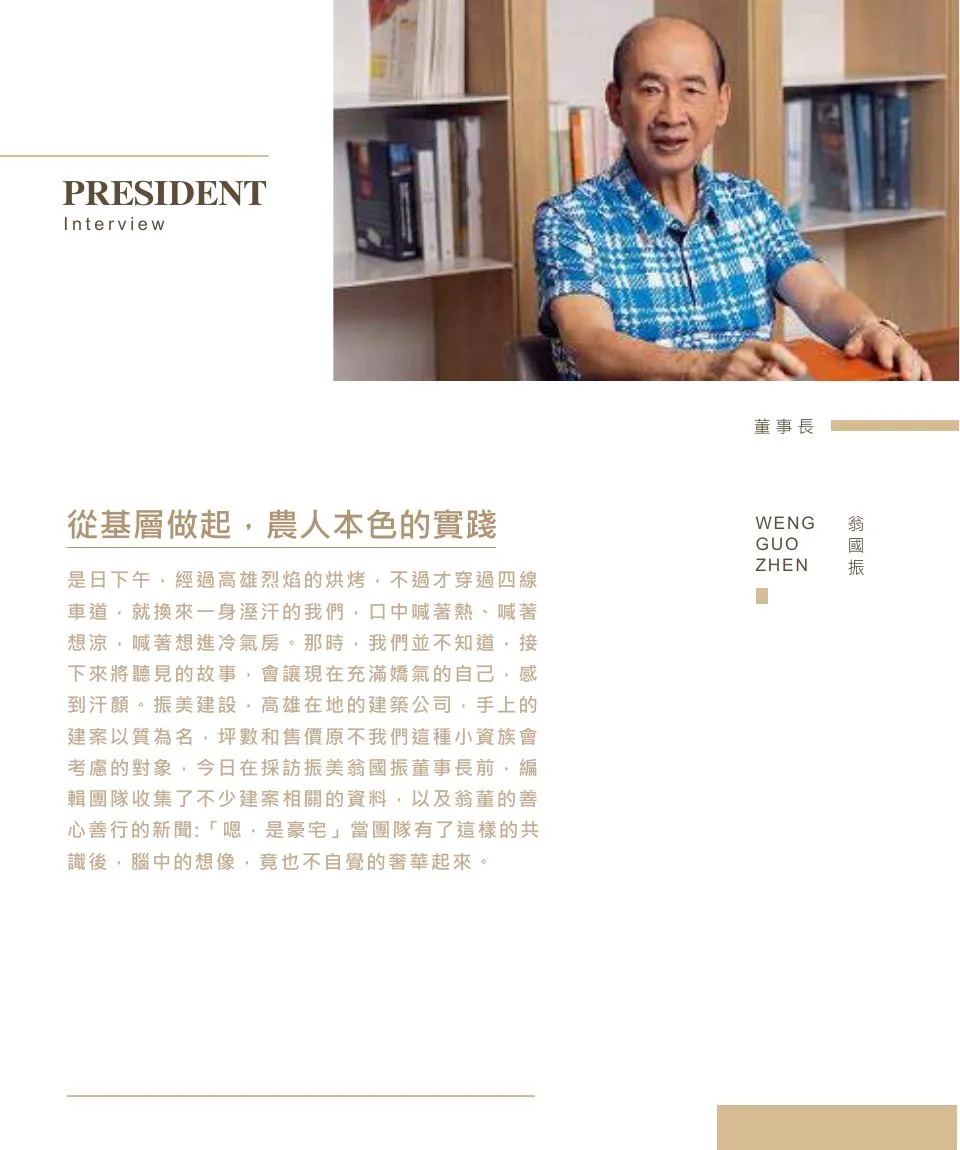 PRESIDENT
Interview
董事長
從基層做起，農人本色的實踐
是日下午，經過高雄烈焰的烘烤，不過才穿過四線
車道，就換來一身溼汗的我們，口中喊著熱、喊著
想涼，喊著想進冷氣房。那時，我們並不知道，接
下來將聽見的故事，會讓現在充滿嬌氣的自己，感
到汗顏。振美建設，高雄在地的建築公司，手上的
建案以質為名，坪數和售價原不我們這種小資族會
考慮的對象，今日在採訪振美翁國振董事長前，編
輯團隊收集了不少建案相關的資料，以及翁董的善
心善行的新聞:「嗯，是豪宅」當團隊有了這樣的共
識後，腦中的想像，竟也不自覺的奢華起來。
WENG
GUO
ZHEN
翁
國
振